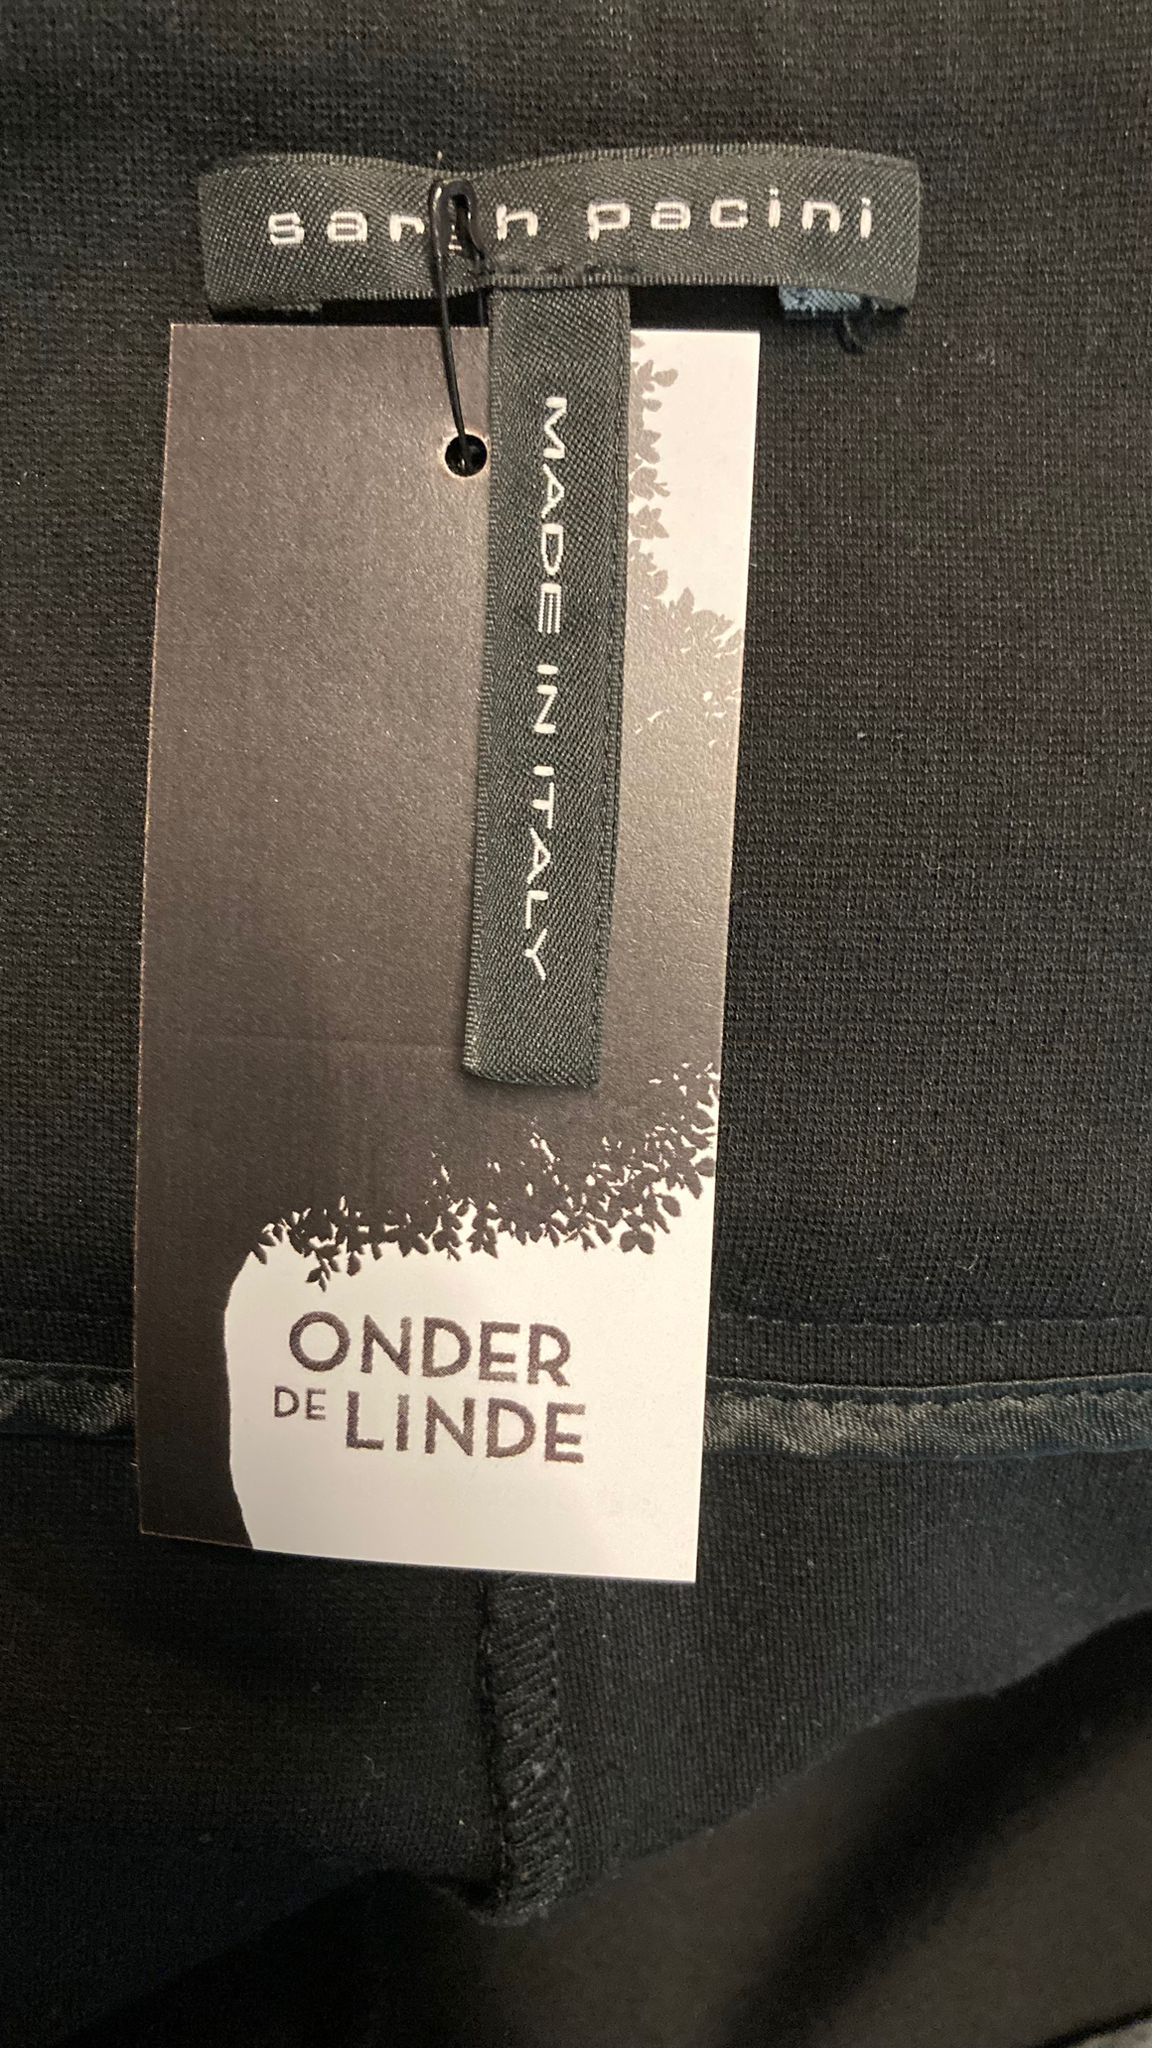 sarah pacini
MADE IN ITALY
ONDER
DE LINDE